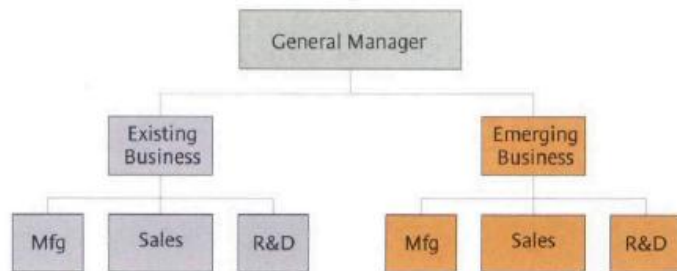 General Manager
Existing
Business
Emerging
Business
Mfg
Sales
R&D
Mfg
Sales
R&D